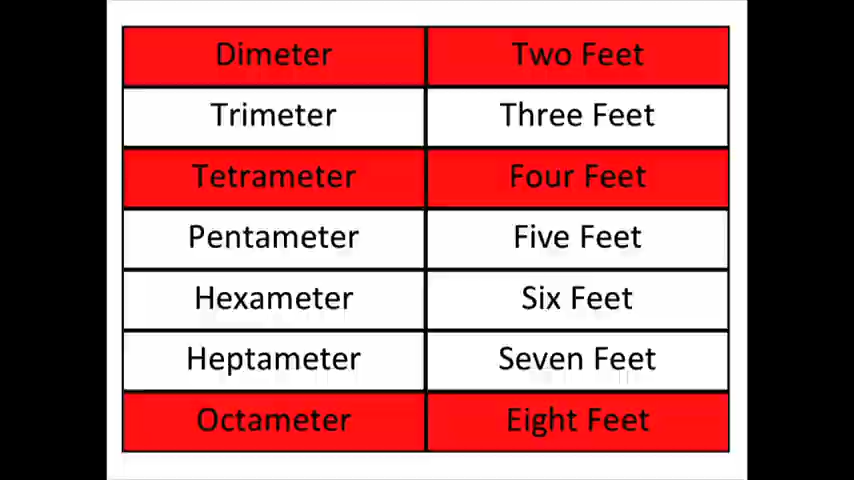 Dimeter Two Feet
Trimeter Three Feet
Tetrameter Four Feet
Pentameter Five Feet
Hexameter Six Feet
Heptameter Seven Feet
Octameter Eight Feet